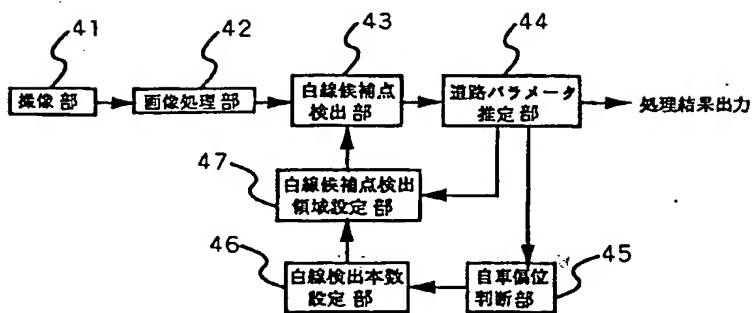 41
42
43
44
撮像部
画像処理部
白線候補点
検出部
道路パラメータ
推定部
処理結果出力
47
白線候補点検出
領域設定部
46
白線検出本数
設定部
自車偏位
判断部
45